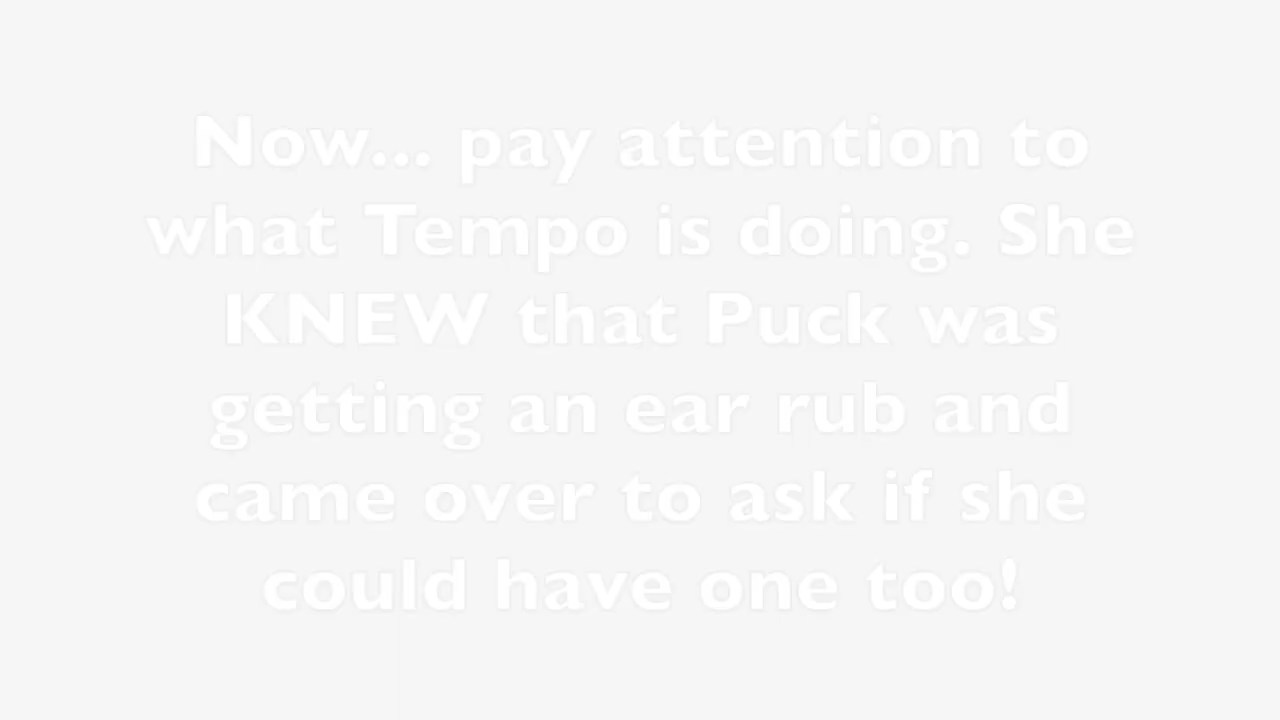 Now... pay attention to
what Tempo is doing. She
KNEW that Puck was
getting an ear rub and
came over to ask if she
could have one too!